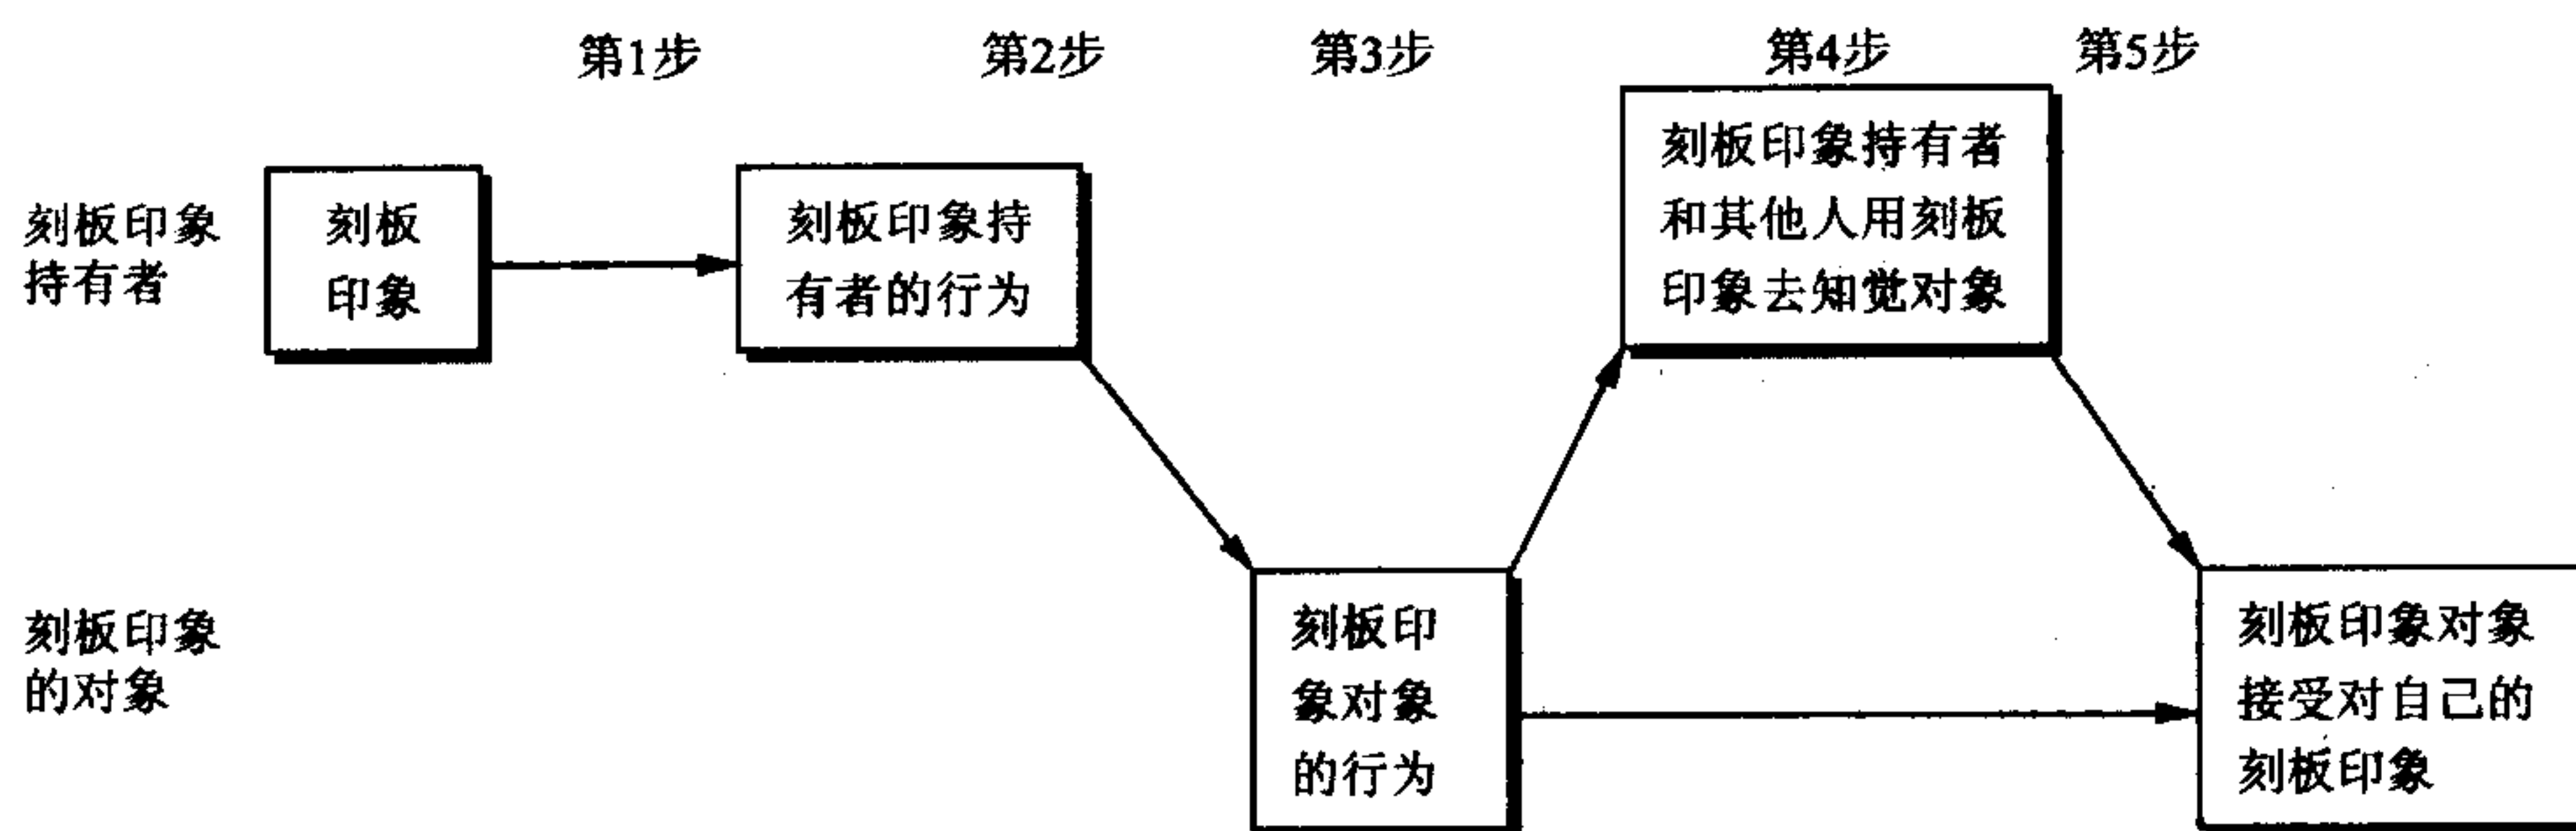 第1步 第2步 第3步 第4步 第5步
刻板印象
持有者
刻板
印象
刻板印象持
有者的行为
刻板印象持有者
和其他人用刻板
印象去知觉对象
刻板印象
的对象
刻板印
象对象
的行为
刻板印象对象
接受对自己的
刻板印象